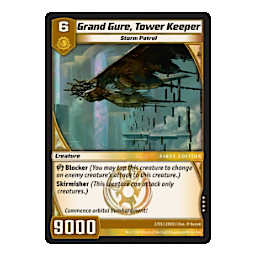 6
Grand Gure, Tower Keeper
Storm Patrol
Creature
FIRST EDITION
Blocker (You may tap this creature to change
an enemy creature's attack to this creature.)
Skirmisher (This creature can attack only
creatures.)
Commence orbital bombardment!
9000